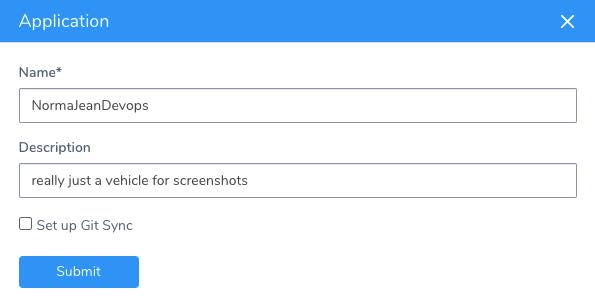 Application
Name*
NormaJeanDevops
Description
really just a vehicle for screenshots
Set up Git Sync
Submit